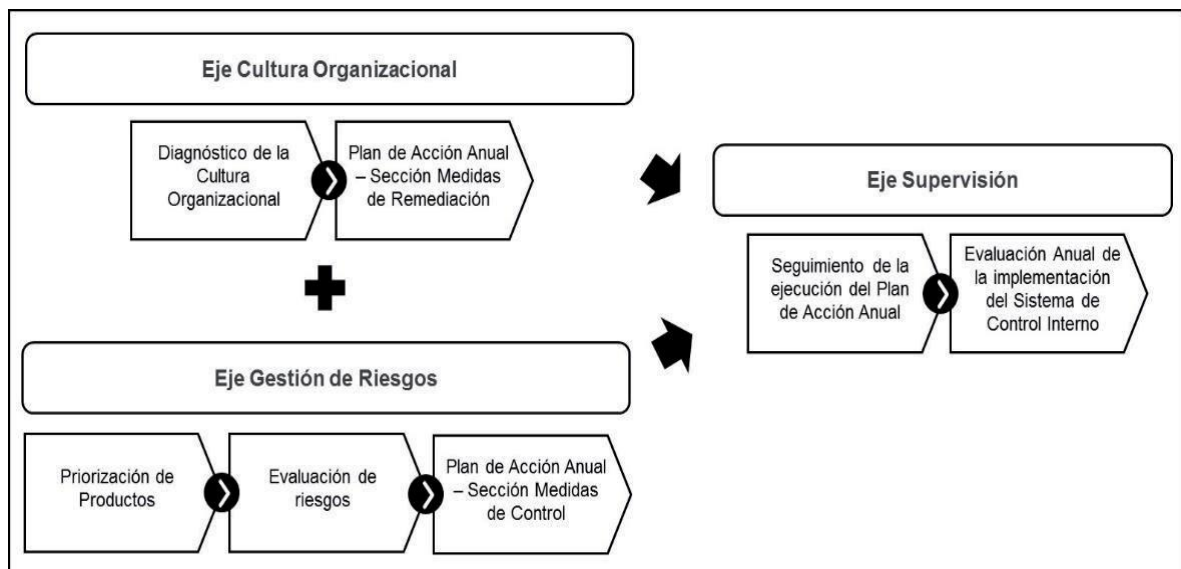 Eje Cultura Organizacional
Diagnóstico de la
Cultura
Organizacional
Plan de Acción Anual
– Sección Medidas
de Remediación
Eje Gestión de Riesgos
Priorización de
Productos
Evaluación de
riesgos
Plan de Acción Anual
– Sección Medidas
de Control
Eje Supervisión
Seguimiento de la
ejecución del Plan
de Acción Anual
Evaluación Anual de
la implementación
del Sistema de
Control Interno